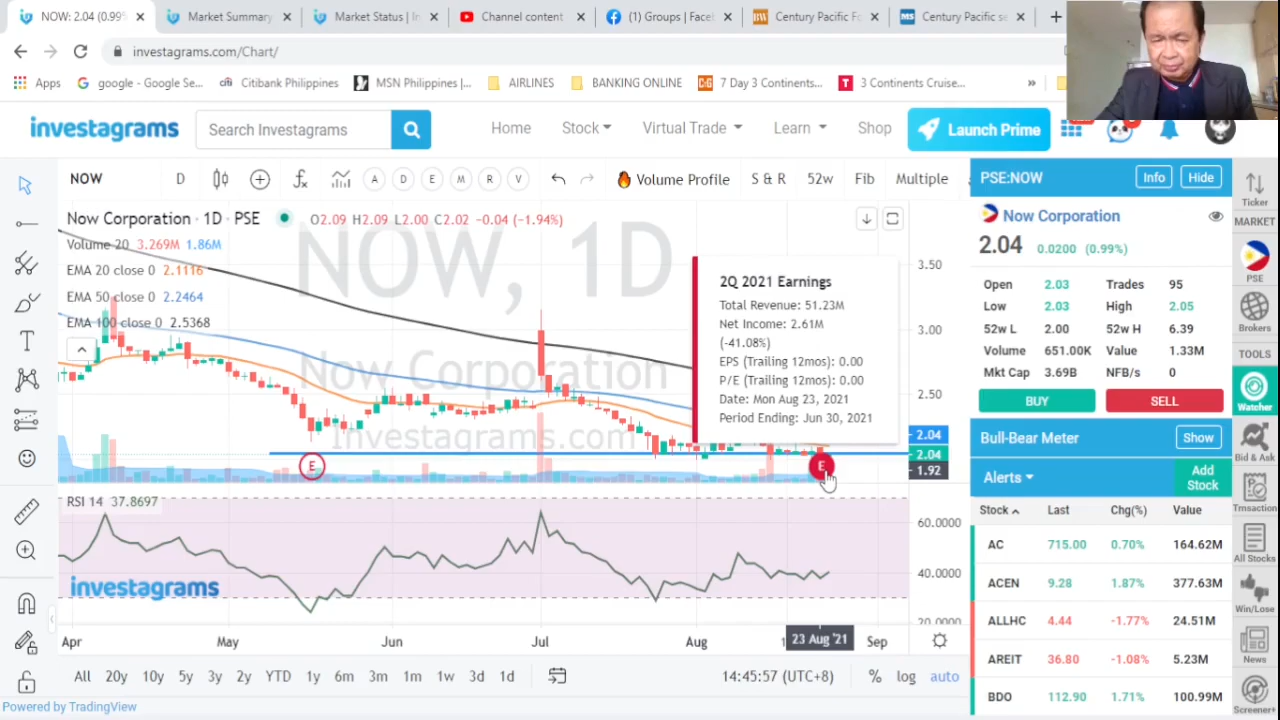 NOW: 2.04 (0.99%
Market Summary
Market Status | In
Channel content
(1) Groups | Faceb
Century Pacific Fo
Century Pacific se
investagrams.com/Chart/
Apps
google - Google Se...
Citibank Philippines
MSN Philippines |...
AIRLINES
BANKING ONLINE
7 Day 3 Continents...
3 Continents Cruise...
»
investagrams
Search Investagrams
Home
Stock
Virtual Trade
Learn
Shop
Launch Prime
NOW
D
A
D
E
M
R
V
Volume Profile
S & R
52w
Fib
Multiple
Now Corporation · 1D · PSE
O2.09 H2.09 L2.00 C2.02 -0.04 (-1.94%)
Volume 20 3.269M 1.86M
EMA 20 close 0 2.1116
EMA 50 close 0 2.2464
EMA 100 close 0 2.5368
NOW, 1D
Now Corporation
Investagrams.com
2Q 2021 Earnings
Total Revenue: 51.23M
Net Income: 2.61M
(-41.08%)
EPS (Trailing 12mos): 0.00
P/E (Trailing 12mos): 0.00
Date: Mon Aug 23, 2021
Period Ending: Jun 30, 2021
3.50
3.00
2.50
2.04
2.04
1.92
E
E
RSI 14 37.8697
60.0000
40.0000
20.0000
investagrams
Apr
May
Jun
Jul
Aug
23 Aug '21
Sep
All
20y
10y
5y
3y
2y
YTD
1y
6m
3m
1m
1w
3d
1d
14:45:57 (UTC+8)
%
log
auto
Powered by TradingView
PSE:NOW
Info
Hide
Now Corporation
2.04 0.0200 (0.99%)
Open 2.03 Trades 95
Low 2.03 High 2.05
52w L 2.00 52w H 6.39
Volume 651.00K Value 1.33M
Mkt Cap 3.69B NFB/s 0
BUY
SELL
Bull-Bear Meter
Show
Alerts
Add
Stock
Stock Last Chg(%) Value
AC 715.00 0.70% 164.62M
ACEN 9.28 1.87% 377.63M
ALLHC 4.44 -1.77% 24.51M
AREIT 36.80 -1.08% 5.23M
BDO 112.90 1.71% 100.99M
Ticker
MARKET
PSE
Brokers
TOOLS
Watcher
Bid & Ask
Trnsaction
All Stocks
Win/Lose
News
Screener+